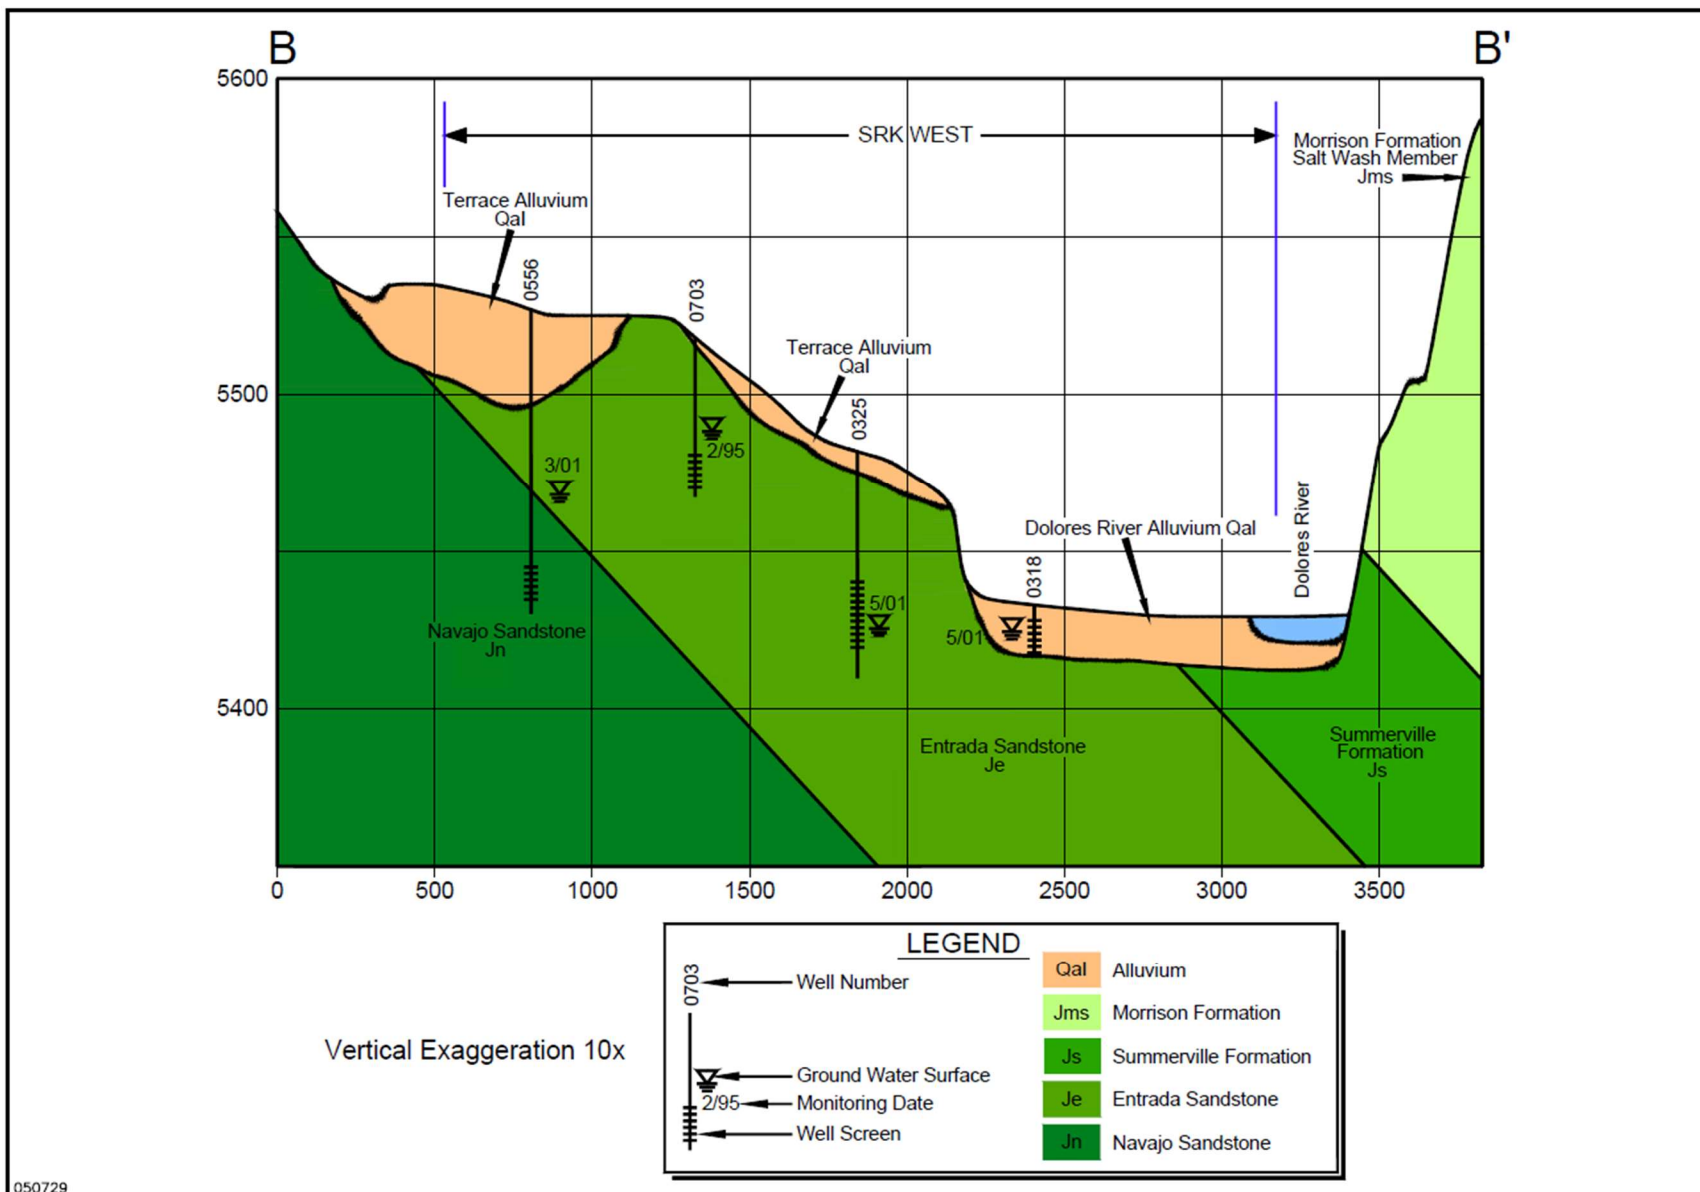 B
B'
5600
5500
5400
SRK WEST
Morrison Formation
Salt Wash Member
Jms
Terrace Alluvium
Qal
0556
0703
Terrace Alluvium
Qal
0325
2/95
3/01
Dolores River Alluvium Qal
Dolores River
0318
5/01
5/01
Navajo Sandstone
Jn
Entrada Sandstone
Je
Summerville
Formation
Js
0
500
1000
1500
2000
2500
3000
3500
LEGEND
0703
Well Number
Ground Water Surface
2/95
Monitoring Date
Well Screen
Qal Alluvium
Jms Morrison Formation
Js Summerville Formation
Je Entrada Sandstone
Jn Navajo Sandstone
Vertical Exaggeration 10x
050729